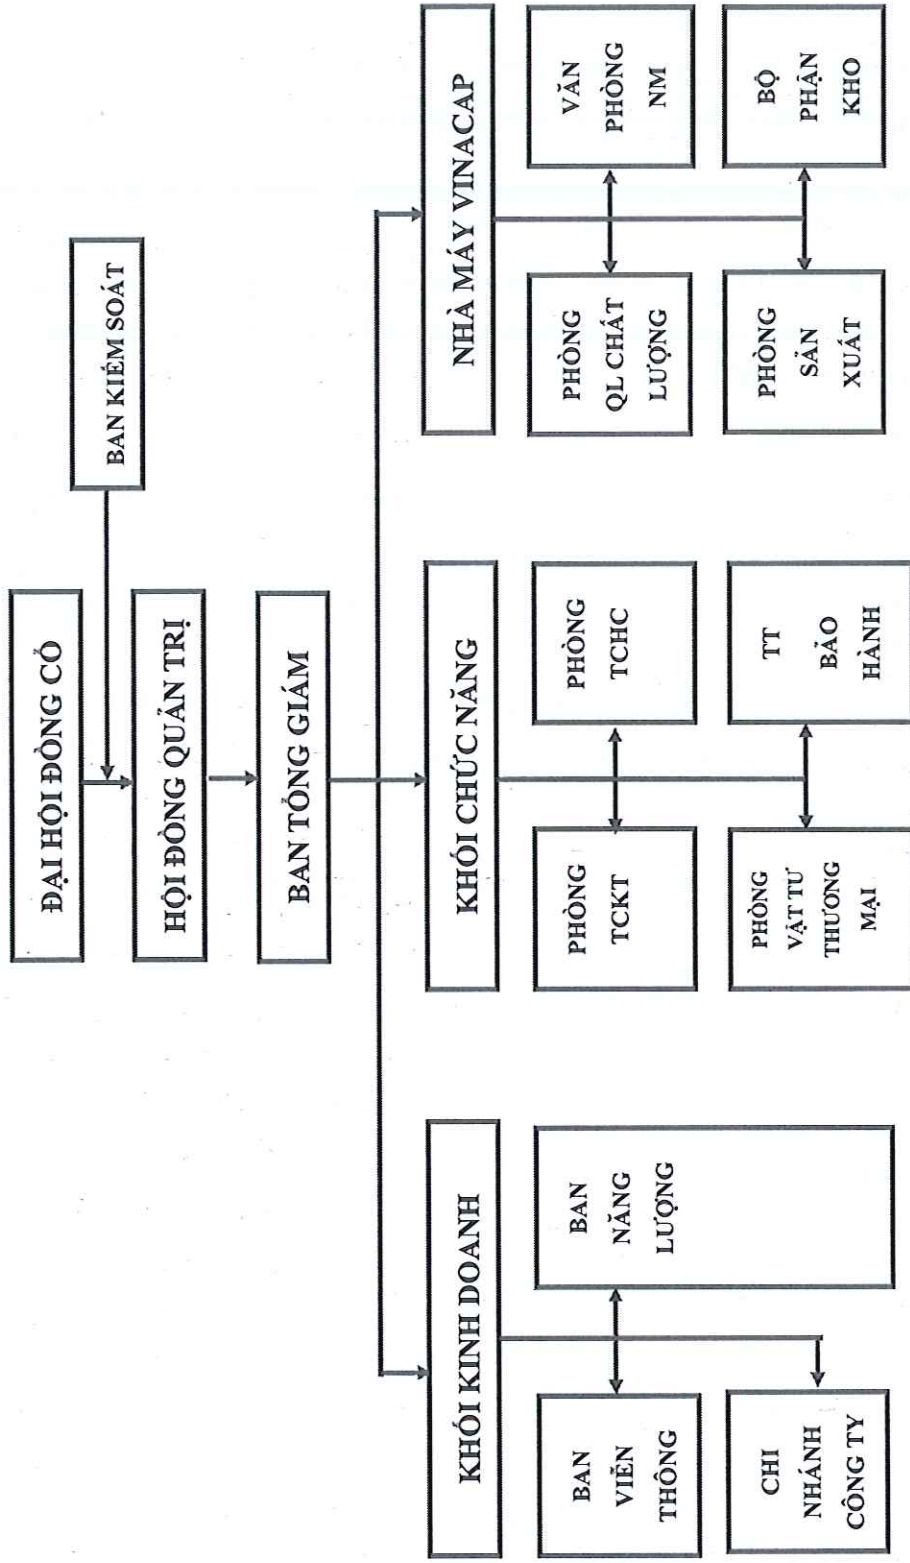 ĐẠI HỘI ĐỒNG CỔ
BAN KIỂM SOÁT
HỘI ĐỒNG QUẢN TRỊ
BAN TỔNG GIÁM
KHỐI KINH DOANH
BAN
VIỄN
THÔNG
BAN
NĂNG
LƯỢNG
CHI
NHÁNH
CÔNG TY
KHỐI CHỨC NĂNG
PHÒNG
TCKT
PHÒNG
TCHC
PHÒNG
VẬT TƯ
THƯƠNG
MẠI
TT
BẢO
HÀNH
NHÀ MÁY VINACAP
PHÒNG
QL CHẤT
LƯỢNG
VĂN
PHÒNG
NM
PHÒNG
SẢN
XUẤT
BỘ
PHẬN
KHO